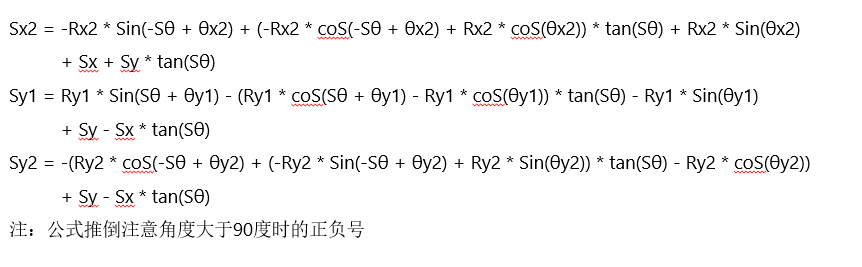 Sx2 = -Rx2 * Sin(-Sθ + θx2) + (-Rx2 * coS(-Sθ + θx2) + Rx2 * coS(θx2)) * tan(Sθ) + Rx2 * Sin(θx2)
+ Sx + Sy * tan(Sθ)
Sy1 = Ry1 * Sin(Sθ + θy1) - (Ry1 * coS(Sθ + θy1) - Ry1 * coS(θy1)) * tan(Sθ) - Ry1 * Sin(θy1)
+ Sy - Sx * tan(Sθ)
Sy2 = -(Ry2 * coS(-Sθ + θy2) + (-Ry2 * Sin(-Sθ + θy2) + Ry2 * Sin(θy2)) * tan(Sθ) - Ry2 * coS(θy2))
+ Sy - Sx * tan(Sθ)
注：公式推倒注意角度大于90度时的正负号